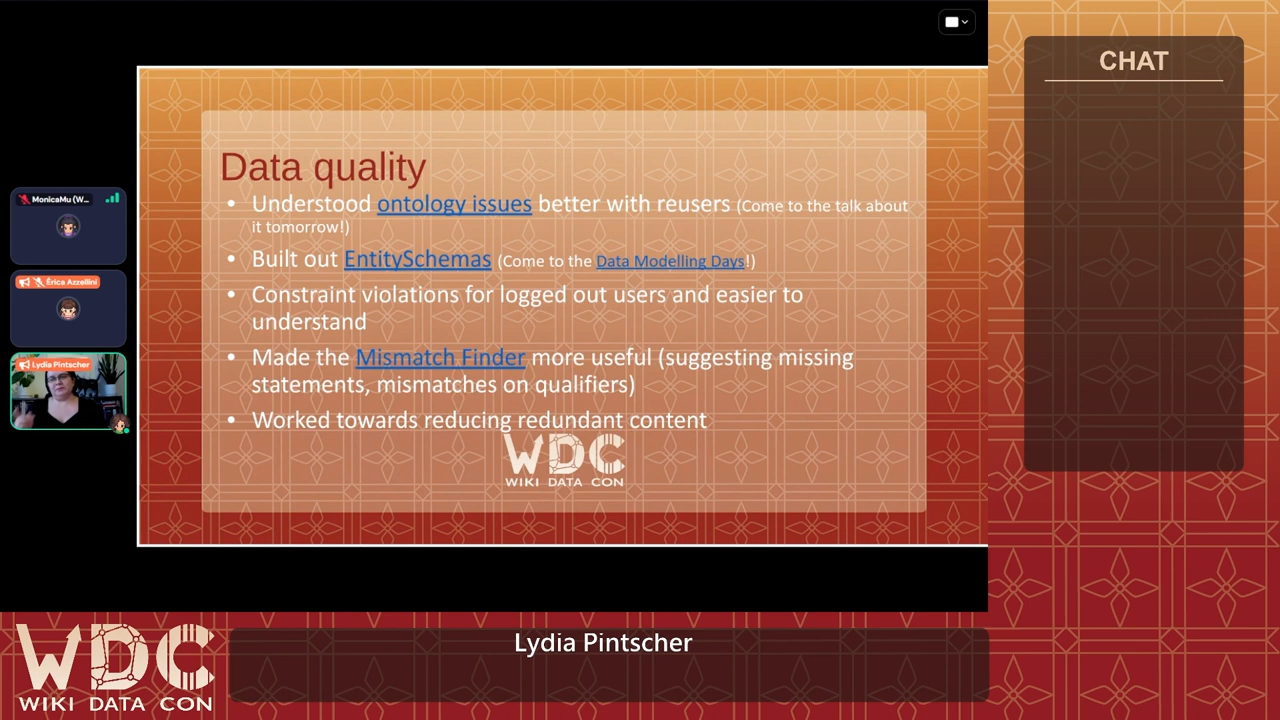 CHAT
Data quality
• Understood ontology issues better with reusers (Come to the talk about
it tomorrow!)
• Built out EntitySchemas (Come to the Data Modelling Days!)
• Constraint violations for logged out users and easier to
understand
• Made the Mismatch Finder more useful (suggesting missing
statements, mismatches on qualifiers)
• Worked towards reducing redundant content
WDC
WIKI DATA CON
MonicaMu (W...
Érica Azzellini
Lydia Pintscher
Lydia Pintscher
WDC
WIKI DATA CON